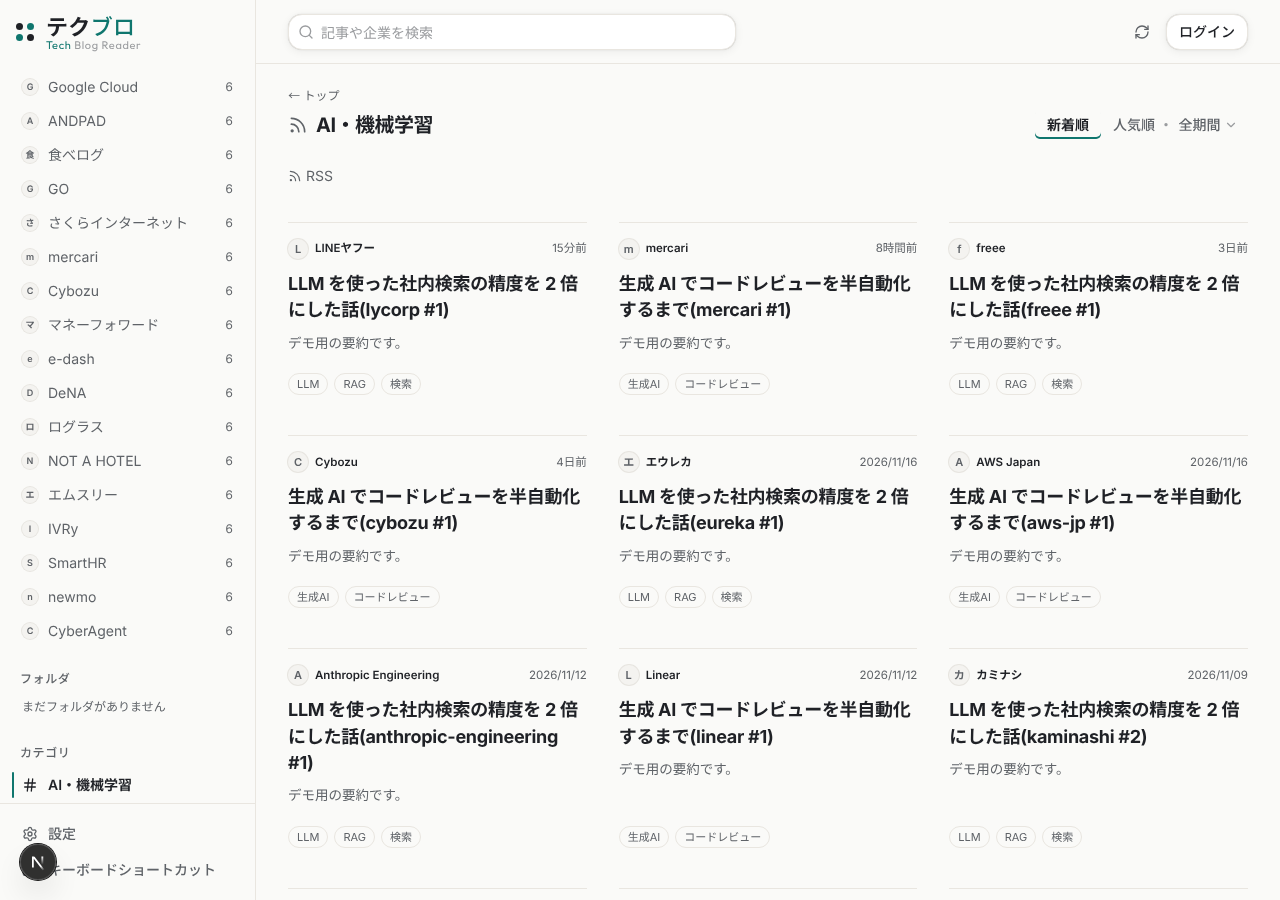 テクブロ
Tech Blog Reader
G Google Cloud 6
A ANDPAD 6
食 食べログ 6
G GO 6
さ さくらインターネット 6
m mercari 6
C Cybozu 6
マ マネーフォワード 6
e e-dash 6
D DeNA 6
ロ ログラス 6
N NOT A HOTEL 6
エ エムスリー 6
I IVRy 6
S SmartHR 6
n newmo 6
C CyberAgent 6
フォルダ
まだフォルダがありません
カテゴリ
# AI・機械学習
設定
N
キーボードショートカット
記事や企業を検索
ログイン
← トップ
AI・機械学習
新着順 人気順 • 全期間
RSS
L LINEヤフー 15分前
LLM を使った社内検索の精度を 2 倍
にした話(lycorp #1)
デモ用の要約です。
LLM RAG 検索
m mercari 8時間前
生成 AI でコードレビューを半自動化
するまで(mercari #1)
デモ用の要約です。
生成AI コードレビュー
f freee 3日前
LLM を使った社内検索の精度を 2 倍
にした話(freee #1)
デモ用の要約です。
LLM RAG 検索
C Cybozu 4日前
生成 AI でコードレビューを半自動化
するまで(cybozu #1)
デモ用の要約です。
生成AI コードレビュー
エ エウレカ 2026/11/16
LLM を使った社内検索の精度を 2 倍
にした話(eureka #1)
デモ用の要約です。
LLM RAG 検索
A AWS Japan 2026/11/16
生成 AI でコードレビューを半自動化
するまで(aws-jp #1)
デモ用の要約です。
生成AI コードレビュー
A Anthropic Engineering 2026/11/12
LLM を使った社内検索の精度を 2 倍
にした話(anthropic-engineering
#1)
デモ用の要約です。
LLM RAG 検索
L Linear 2026/11/12
生成 AI でコードレビューを半自動化
するまで(linear #1)
デモ用の要約です。
生成AI コードレビュー
カ カミナシ 2026/11/09
LLM を使った社内検索の精度を 2 倍
にした話(kaminashi #2)
デモ用の要約です。
LLM RAG 検索